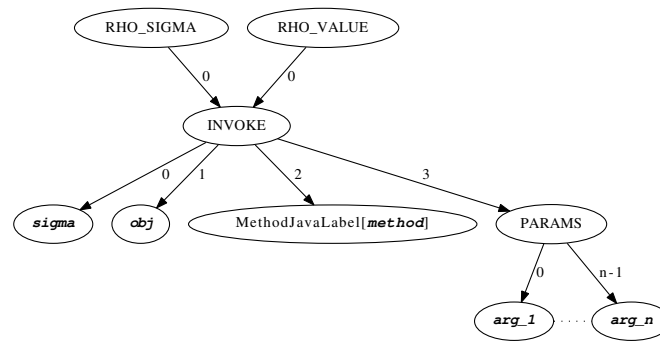 RHO_SIGMA RHO_VALUE
0 0
INVOKE
0 1 2 3
sigma obj MethodJavaLabel[method] PARAMS
0 n-1
arg_1 arg_n